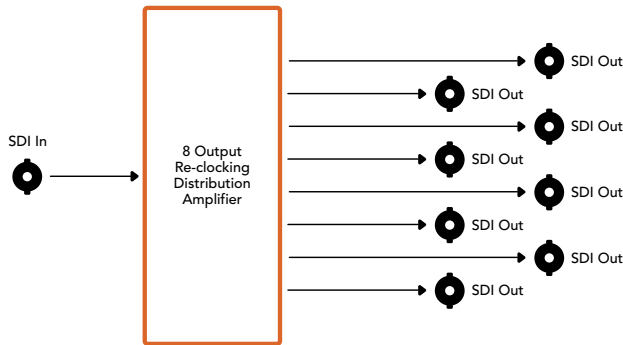 SDI In
8 Output
Re-clocking
Distribution
Amplifier
SDI Out
SDI Out
SDI Out
SDI Out
SDI Out
SDI Out
SDI Out
SDI Out